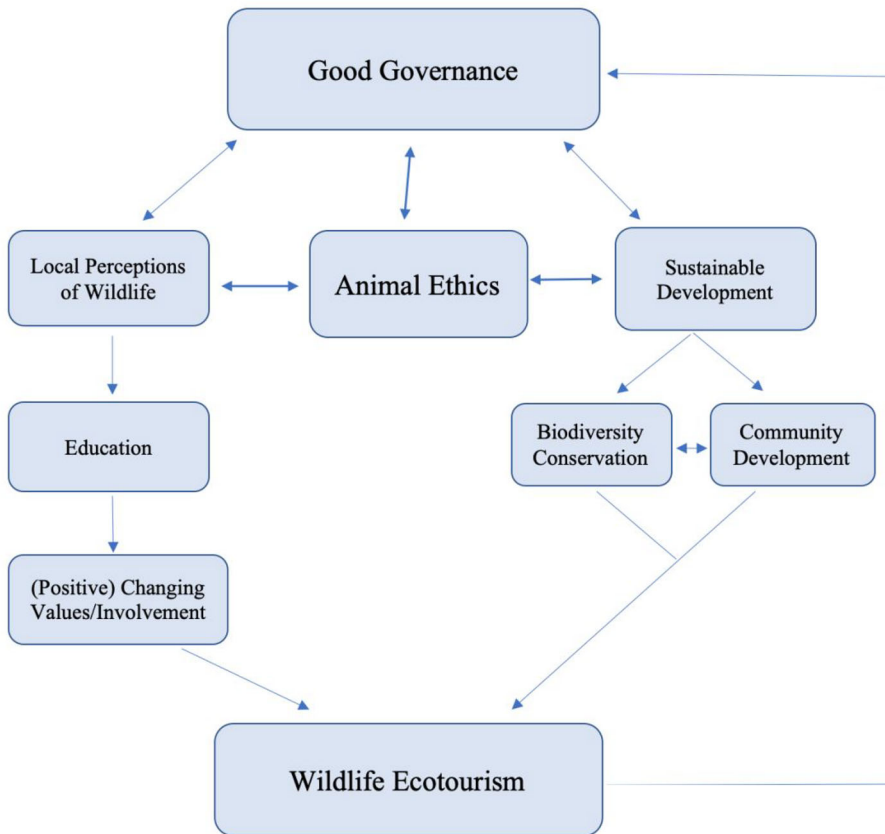 Good Governance
Local Perceptions
of Wildlife
Animal Ethics
Sustainable
Development
Education
Biodiversity
Conservation
Community
Development
(Positive) Changing
Values/Involvement
Wildlife Ecotourism